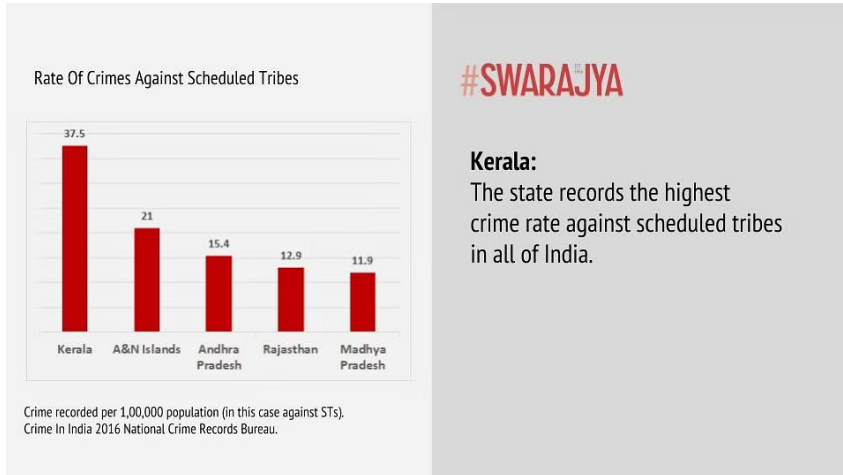 Rate Of Crimes Against Scheduled Tribes
37.5
21
15.4
12.9
11.9
Kerala
A&N Islands
Andhra
Pradesh
Rajasthan
Madhya
Pradesh
Crime recorded per 1,00,000 population (in this case against STs).
Crime In India 2016 National Crime Records Bureau.
#SWARAJYA
Kerala:
The state records the highest
crime rate against scheduled tribes
in all of India.